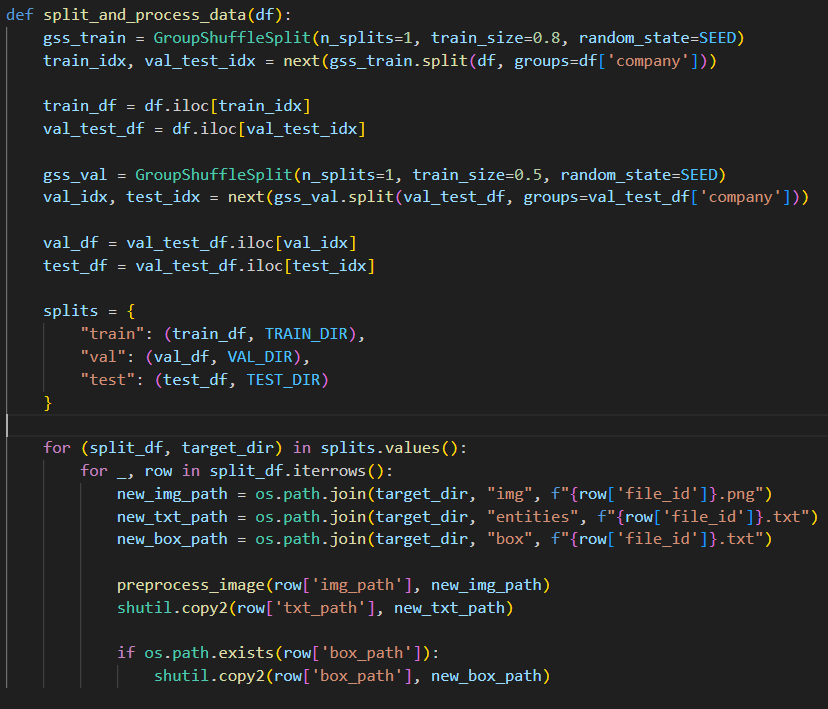 def split_and_process_data(df):
    gss_train = GroupShuffleSplit(n_splits=1, train_size=0.8, random_state=SEED)
    train_idx, val_test_idx = next(gss_train.split(df, groups=df['company']))

    train_df = df.iloc[train_idx]
    val_test_df = df.iloc[val_test_idx]

    gss_val = GroupShuffleSplit(n_splits=1, train_size=0.5, random_state=SEED)
    val_idx, test_idx = next(gss_val.split(val_test_df, groups=val_test_df['company']))

    val_df = val_test_df.iloc[val_idx]
    test_df = val_test_df.iloc[test_idx]

    splits = {
        "train": (train_df, TRAIN_DIR),
        "val": (val_df, VAL_DIR),
        "test": (test_df, TEST_DIR)
    }

    for (split_df, target_dir) in splits.values():
        for _, row in split_df.iterrows():
            new_img_path = os.path.join(target_dir, "img", f"{row['file_id']}.png")
            new_txt_path = os.path.join(target_dir, "entities", f"{row['file_id']}.txt")
            new_box_path = os.path.join(target_dir, "box", f"{row['file_id']}.txt")

            preprocess_image(row['img_path'], new_img_path)
            shutil.copy2(row['txt_path'], new_txt_path)

            if os.path.exists(row['box_path']):
                shutil.copy2(row['box_path'], new_box_path)